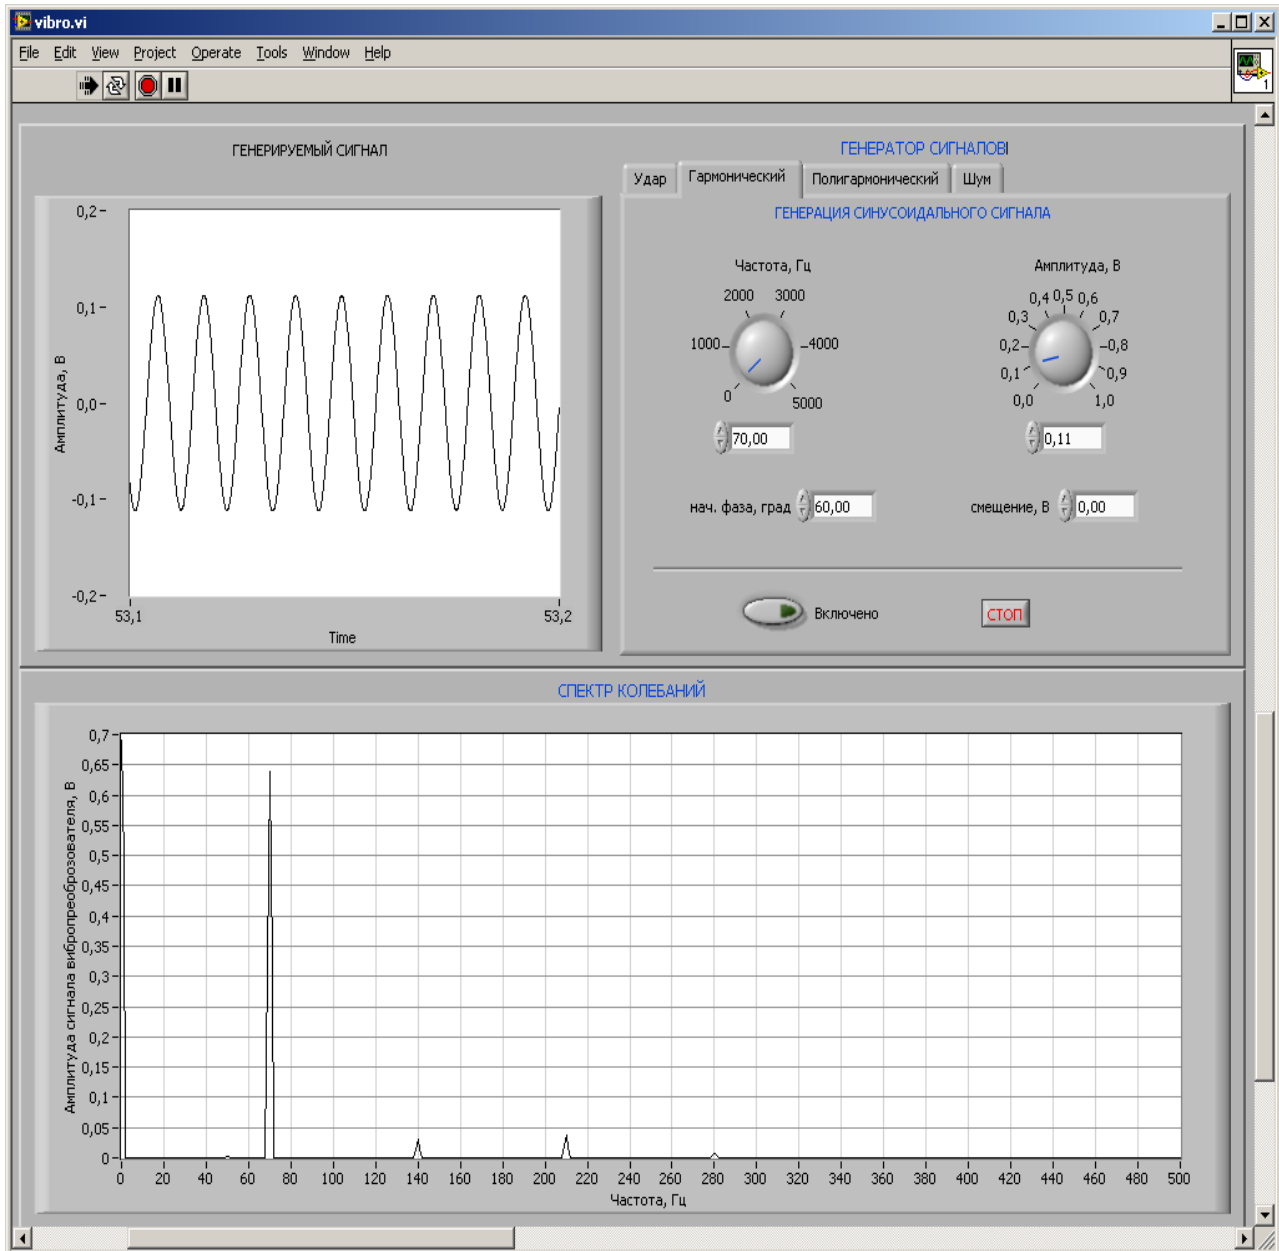 vibro.vi
File Edit View Project Operate Tools Window Help
1
ГЕНЕРИРУЕМЫЙ СИГНАЛ
0,2
0,1
0,0
-0,1
-0,2
Амплитуда, В
53,1 53,2
Time
ГЕНЕРАТОР СИГНАЛОВI
Удар Гармонический Полигармонический Шум
ГЕНЕРАЦИЯ СИНУСОИДАЛЬНОГО СИГНАЛА
Частота, Гц
2000 3000
1000 4000
0 5000
70,00
Амплитуда, В
0,4 0,5 0,6
0,3 0,7
0,2 0,8
0,1 0,9
0,0 1,0
0,11
нач. фаза, град 60,00
смещение, В 0,00
Включено
СТОП
СПЕКТР КОЛЕБАНИЙ
0,7
0,65
0,6
0,55
0,5
0,45
0,4
0,35
0,3
0,25
0,2
0,15
0,1
0,05
0
Амплитуда сигнала вибропреоброзователя, В
0 20 40 60 80 100 120 140 160 180 200 220 240 260 280 300 320 340 360 380 400 420 440 460 480 500
Частота, Гц